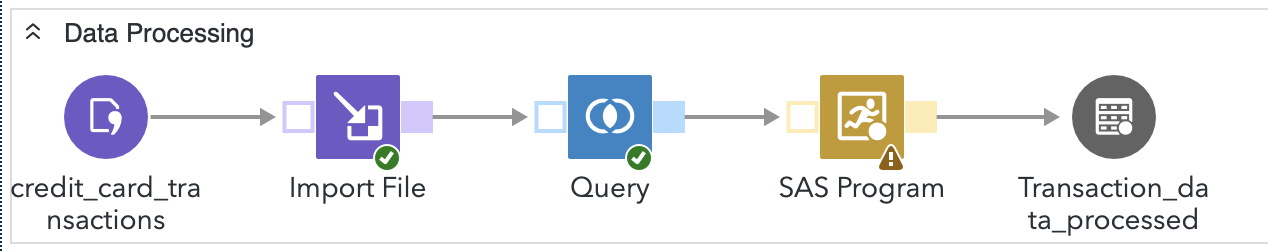 Data Processing
credit_card_tra
nsactions
Import File
Query
SAS Program
Transaction_da
ta_processed